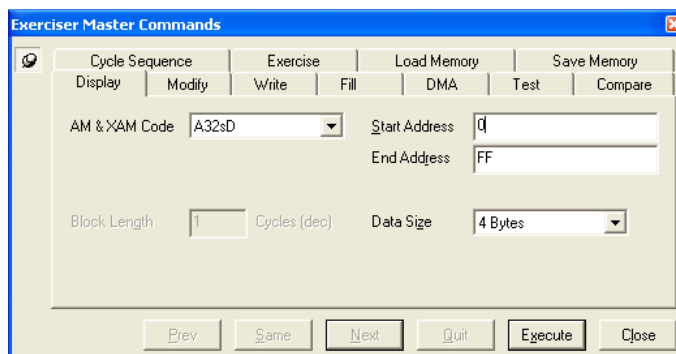 Exerciser Master Commands
Cycle Sequence Exercise Load Memory Save Memory
Display Modify Write Fill DMA Test Compare
AM & XAM Code A32sD Start Address 0
End Address FF
Block Length 1 Cycles (dec) Data Size 4 Bytes
Prev Same Next Quit Execute Close